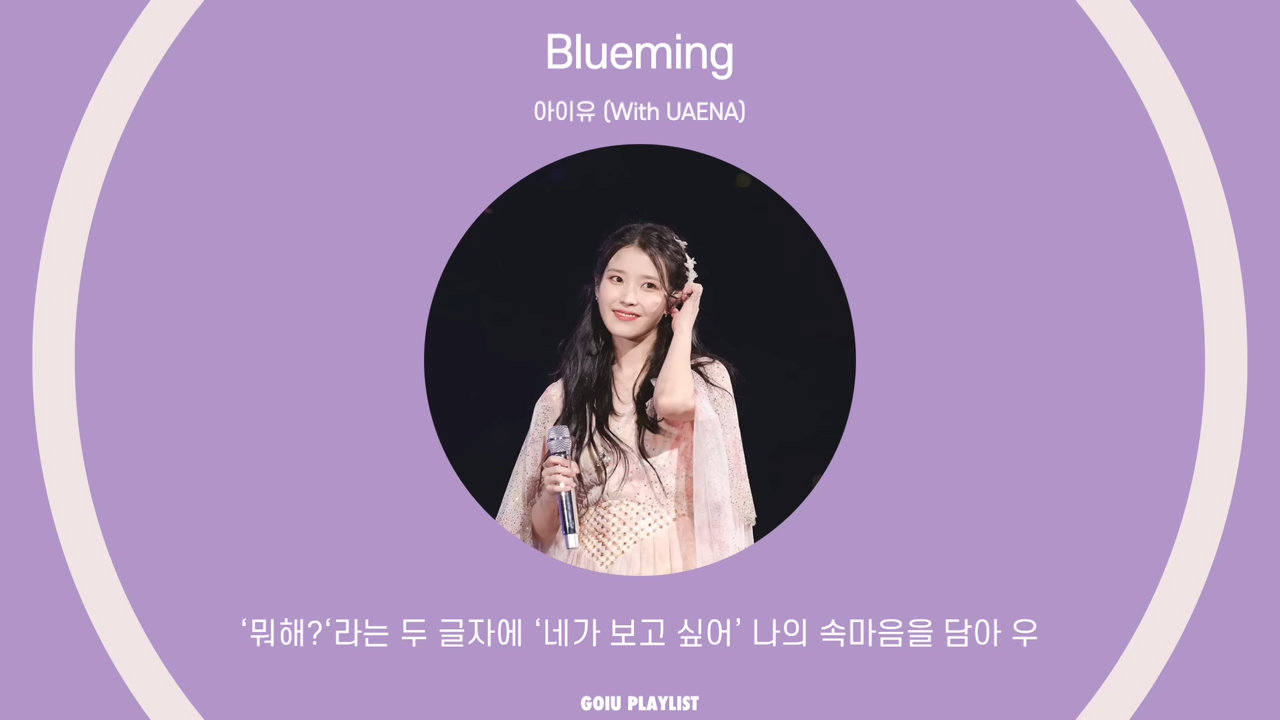 Blueming
아이유 (With UAENA)
‘뭐해?‘라는 두 글자에 ‘네가 보고 싶어’ 나의 속마음을 담아 우
GOIU PLAYLIST